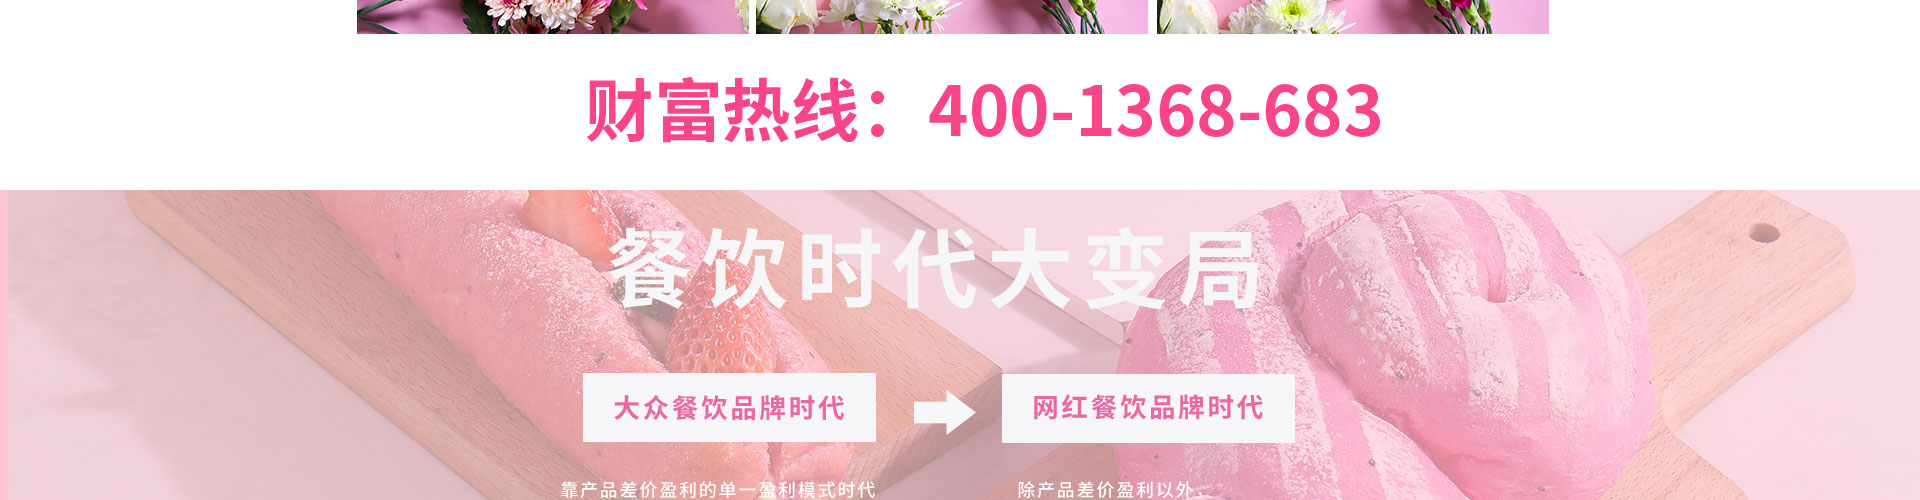 财富热线：400-1368-683
餐饮时代大变局
大众餐饮品牌时代
网红餐饮品牌时代
靠产品差价盈利的单一盈利模式时代
除产品差价盈利以外，